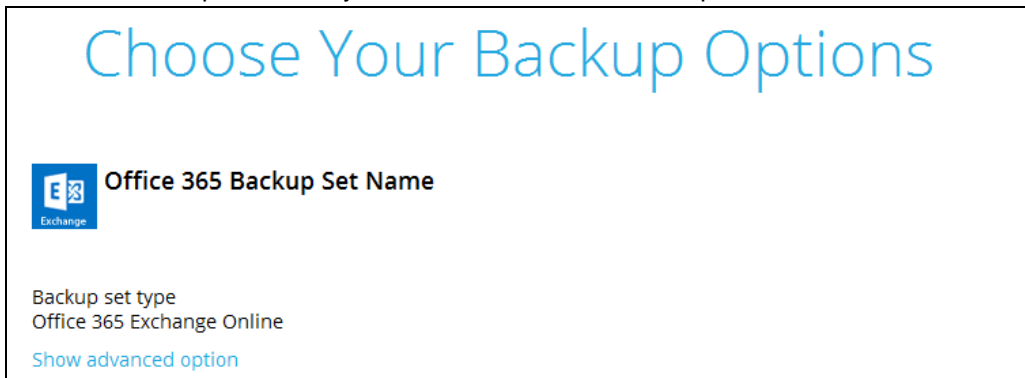 Choose Your Backup Options
Office 365 Backup Set Name
E
Exchange
Backup set type
Office 365 Exchange Online
Show advanced option